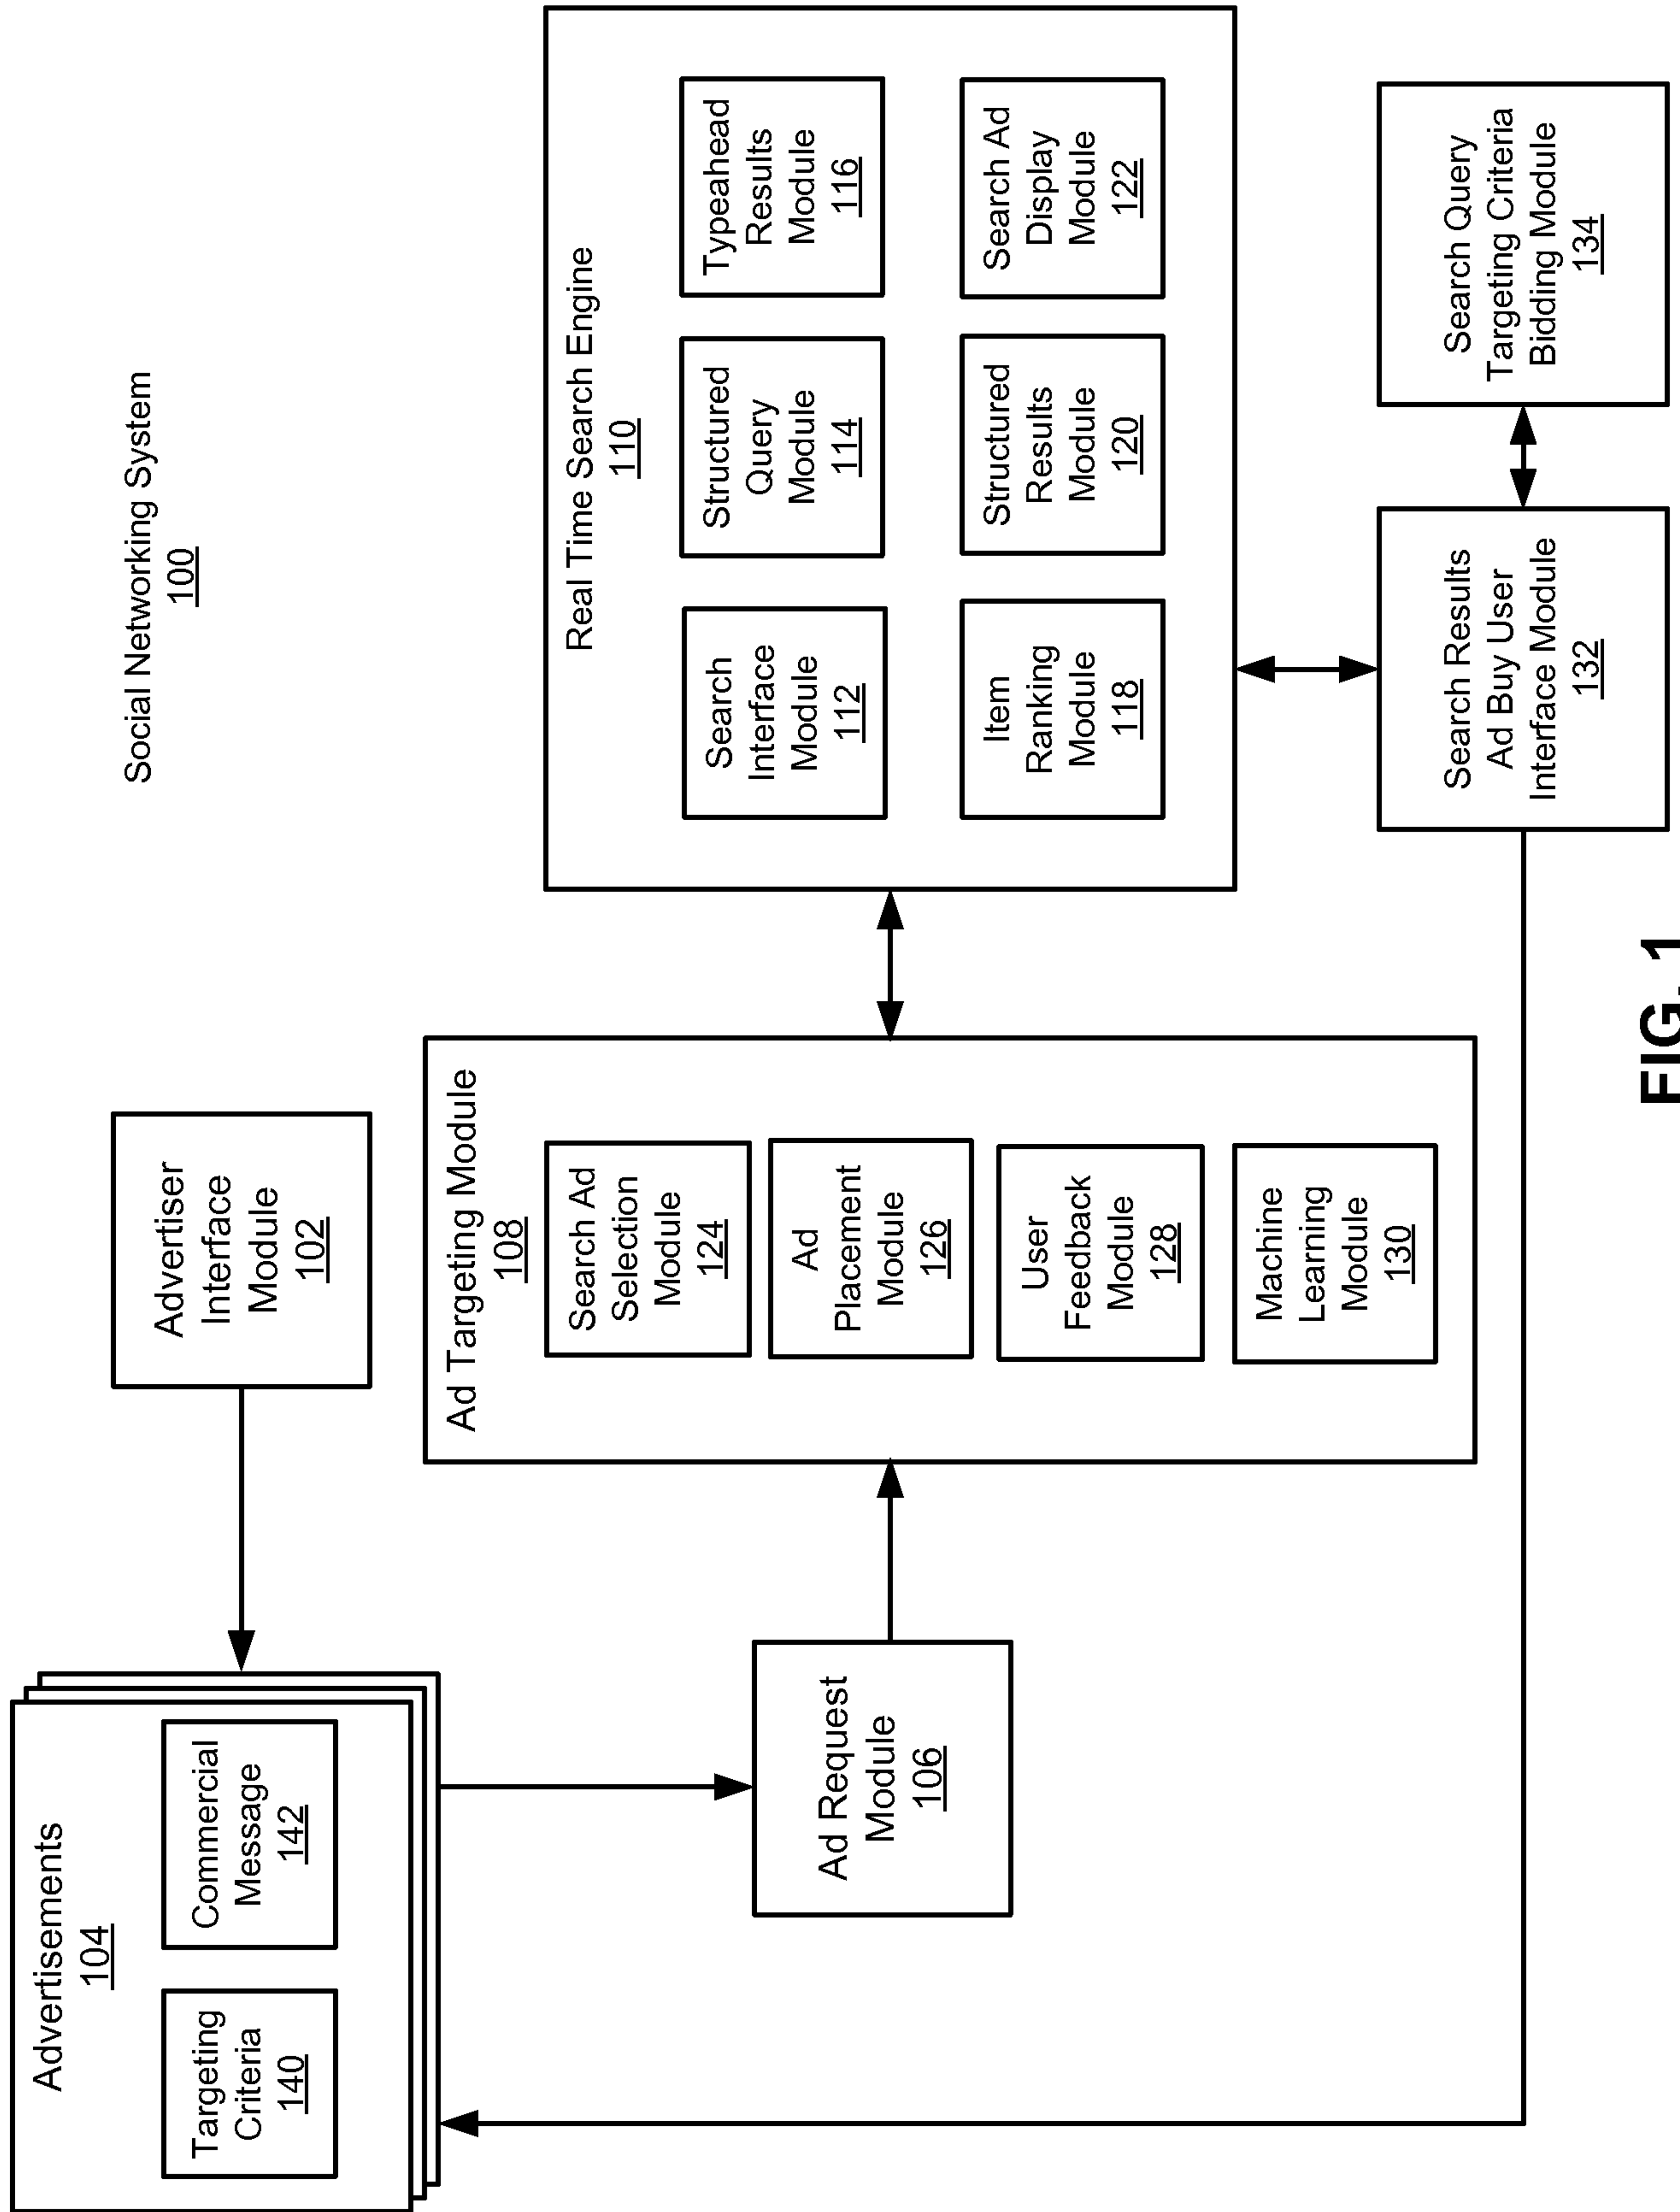 Social Networking System
100
Advertisements
104
Targeting
Criteria
140
Commercial
Message
142
Advertiser
Interface
Module
102
Ad Request
Module
106
Ad Targeting Module
108
Search Ad
Selection
Module
124
Ad
Placement
Module
126
User
Feedback
Module
128
Machine
Learning
Module
130
Real Time Search Engine
110
Search
Interface
Module
112
Structured
Query
Module
114
Typeahead
Results
Module
116
Item
Ranking
Module
118
Structured
Results
Module
120
Search Ad
Display
Module
122
Search Results
Ad Buy User
Interface Module
132
Search Query
Targeting Criteria
Bidding Module
134
FIG. 1